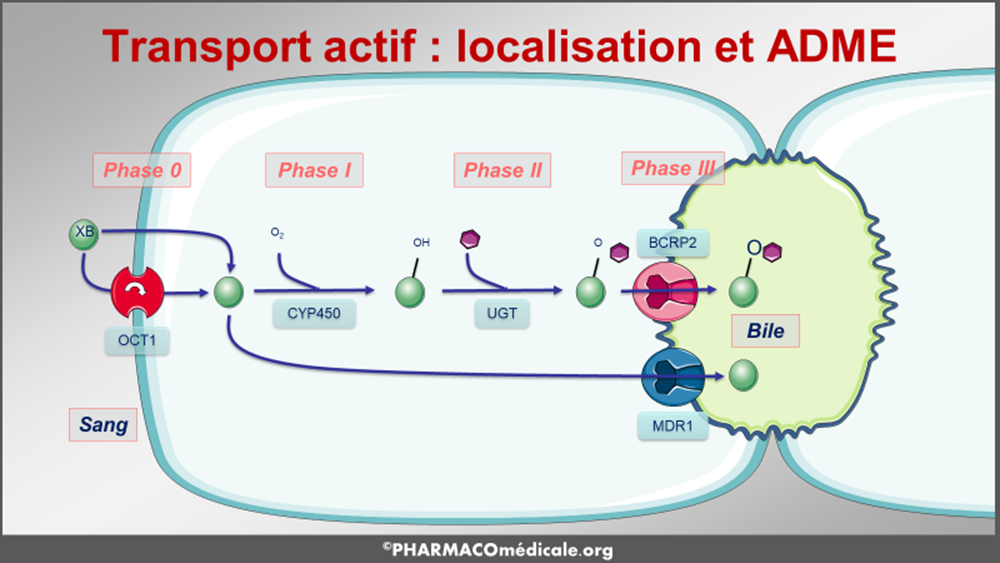 Transport actif : localisation et ADME
Phase 0
Phase I
Phase II
Phase III
XB
O2
OH
O
BCRP2
O
OCT1
CYP450
UGT
Bile
MDR1
Sang
©PHARMACOmédicale.org